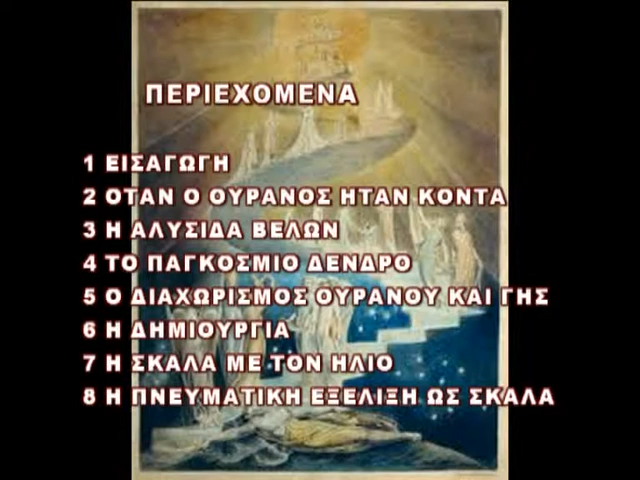 ΠΕΡΙΕΧΟΜΕΝΑ
1 ΕΙΣΑΓΩΓΗ
2 ΟΤΑΝ Ο ΟΥΡΑΝΟΣ ΗΤΑΝ ΚΟΝΤΑ
3 Η ΑΛΥΣΙΔΑ ΒΕΛΩΝ
4 ΤΟ ΠΑΓΚΟΣΜΙΟ ΔΕΝΔΡΟ
5 Ο ΔΙΑΧΩΡΙΣΜΟΣ ΟΥΡΑΝΟΥ ΚΑΙ ΓΗΣ
6 Η ΔΗΜΙΟΥΡΓΙΑ
7 Η ΣΚΑΛΑ ΜΕ ΤΟΝ ΗΛΙΟ
8 Η ΠΝΕΥΜΑΤΙΚΗ ΕΞΕΛΙΞΗ ΩΣ ΣΚΑΛΑ